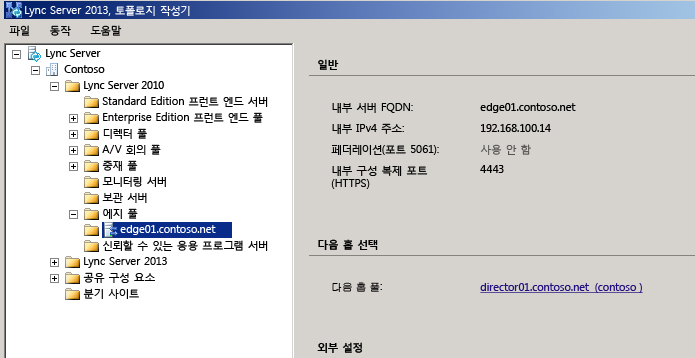 Lync Server 2013, 토폴로지 작성기
파일 동작 도움말
Lync Server
Contoso
Lync Server 2010
Standard Edition 프런트 엔드 서버
Enterprise Edition 프런트 엔드 풀
디렉터 풀
A/V 회의 풀
중재 풀
모니터링 서버
보관 서버
에지 풀
edge01.contoso.net
신뢰할 수 있는 응용 프로그램 서버
Lync Server 2013
공유 구성 요소
분기 사이트
일반
내부 서버 FQDN: edge01.contoso.net
내부 IPv4 주소: 192.168.100.14
페더레이션(포트 5061): 사용 안 함
내부 구성 복제 포트 4443
(HTTPS)
다음 홉 선택
다음 홉 풀: director01.contoso.net (contoso )
외부 설정